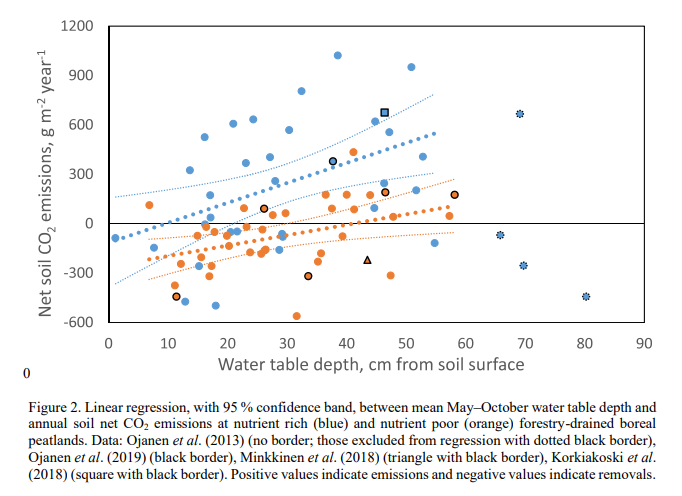 1200
900
600
300
0
-300
-600
Net soil CO2 emissions, g m-2 year-1
0 10 20 30 40 50 60 70 80 90
Water table depth, cm from soil surface
0
Figure 2. Linear regression, with 95 % confidence band, between mean May–October water table depth and
annual soil net CO2 emissions at nutrient rich (blue) and nutrient poor (orange) forestry-drained boreal
peatlands. Data: Ojanen et al. (2013) (no border; those excluded from regression with dotted black border),
Ojanen et al. (2019) (black border), Minkkinen et al. (2018) (triangle with black border), Korkiakoski et al.
(2018) (square with black border). Positive values indicate emissions and negative values indicate removals.